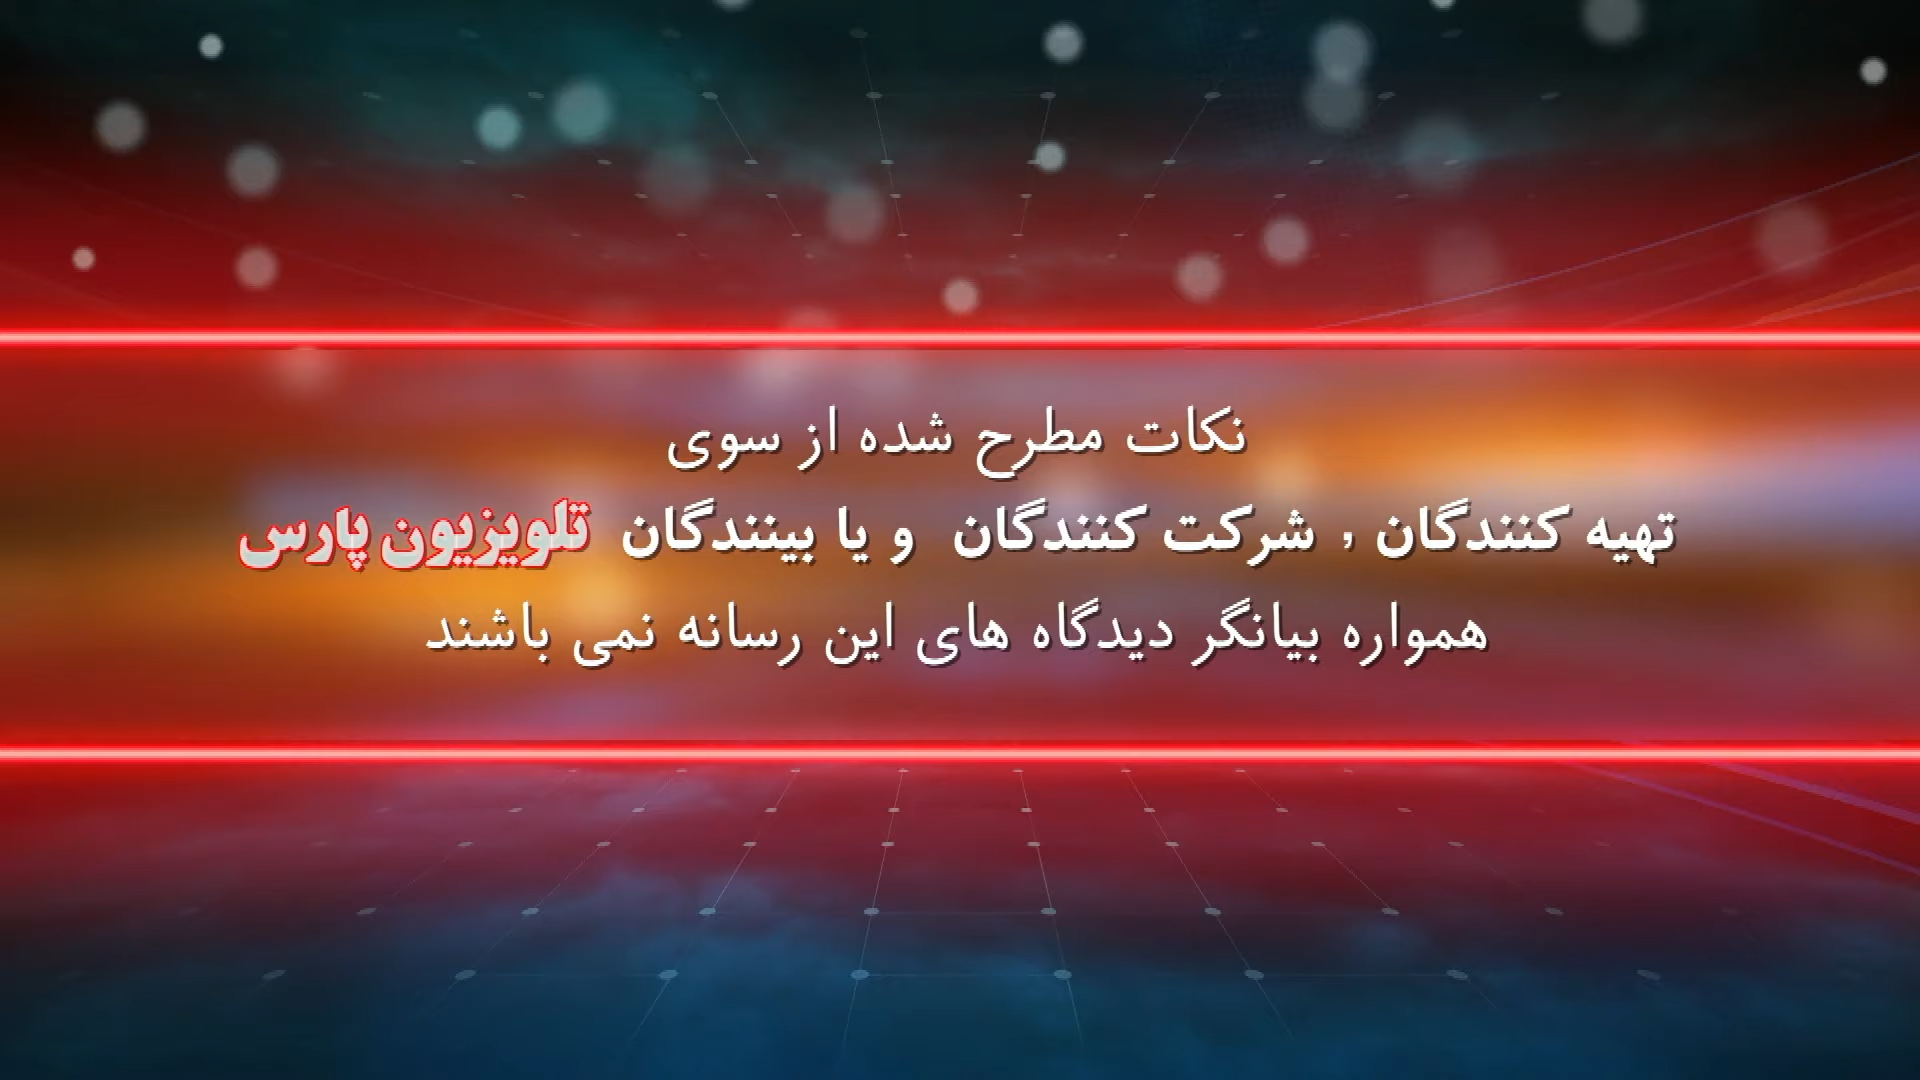 نکات مطرح شده از سوی
تهیه کنندگان , شرکت کنندگان و یا بینندگان تلویزیون پارس
همواره بیانگر دیدگاه های این رسانه نمی باشند